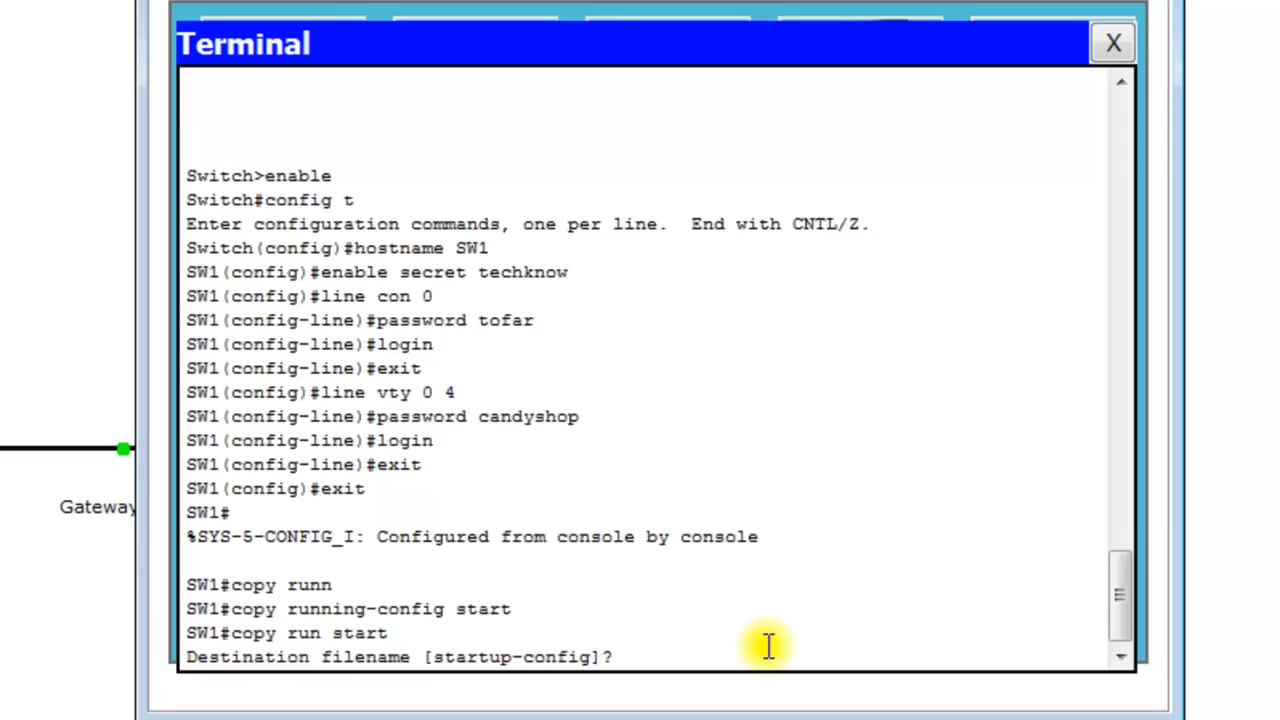 Terminal
X
Switch>enable
Switch#config t
Enter configuration commands, one per line.  End with CNTL/Z.
Switch(config)#hostname SW1
SW1(config)#enable secret techknow
SW1(config)#line con 0
SW1(config-line)#password tofar
SW1(config-line)#login
SW1(config-line)#exit
SW1(config)#line vty 0 4
SW1(config-line)#password candyshop
SW1(config-line)#login
SW1(config-line)#exit
SW1(config)#exit
SW1#
%SYS-5-CONFIG_I: Configured from console by console
SW1#copy runn
SW1#copy running-config start
SW1#copy run start
Destination filename [startup-config]?
Gateway